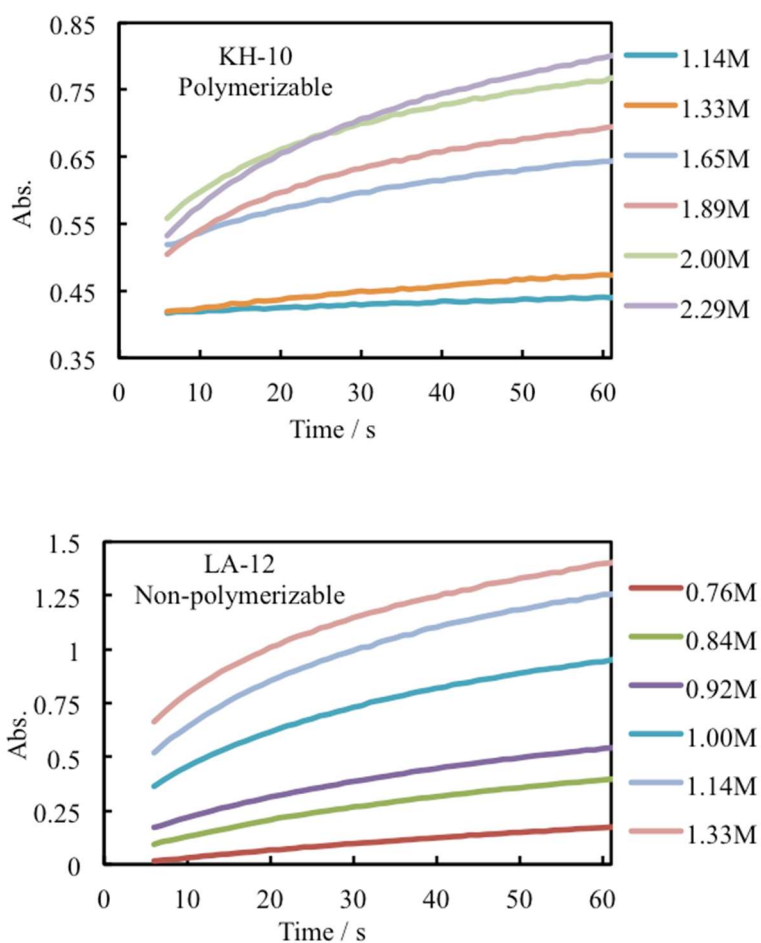 0.85
KH-10
Polymerizable
0.75
0.65
0.55
0.45
0.35
Abs.
0 10 20 30 40 50 60
Time / s
1.14M
1.33M
1.65M
1.89M
2.00M
2.29M
1.5
LA-12
Non-polymerizable
1.25
1
0.75
0.5
0.25
0
Abs.
0 10 20 30 40 50 60
Time / s
0.76M
0.84M
0.92M
1.00M
1.14M
1.33M